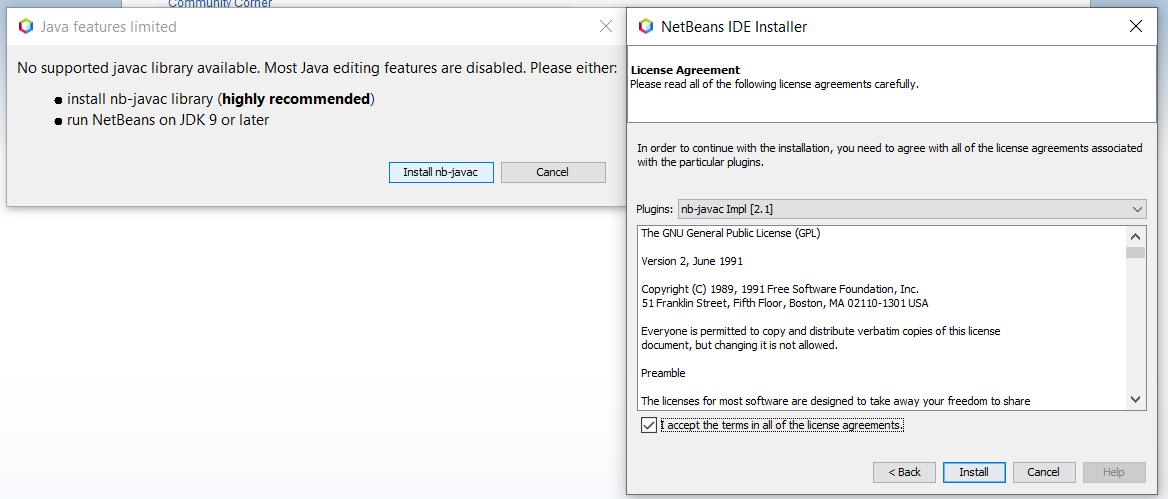 Community Corner
Java features limited
No supported javac library available. Most Java editing features are disabled. Please either:
install nb-javac library (highly recommended)
run NetBeans on JDK 9 or later
Install nb-javac
Cancel
NetBeans IDE Installer
License Agreement
Please read all of the following license agreements carefully.
In order to continue with the installation, you need to agree with all of the license agreements associated
with the particular plugins.
Plugins:
nb-javac Impl [2.1]
The GNU General Public License (GPL)
Version 2, June 1991
Copyright (C) 1989, 1991 Free Software Foundation, Inc.
51 Franklin Street, Fifth Floor, Boston, MA 02110-1301 USA
Everyone is permitted to copy and distribute verbatim copies of this license
document, but changing it is not allowed.
Preamble
The licenses for most software are designed to take away your freedom to share
I accept the terms in all of the license agreements.
< Back
Install
Cancel
Help